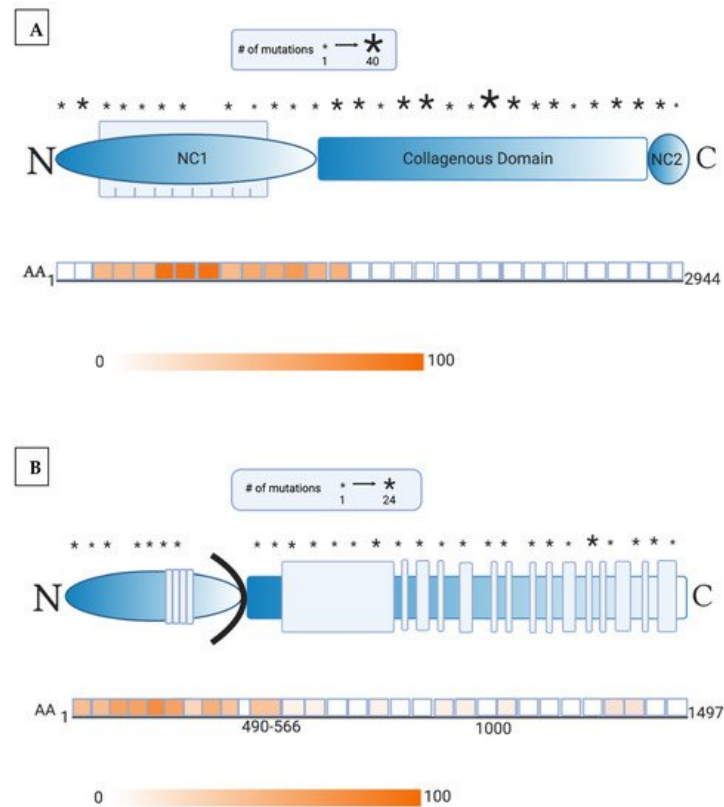 A
# of mutations * → *
1 40
N NC1 Collagenous Domain NC2 C
AA 1 2944
0 100
B
# of mutations * → *
1 24
N C
AA 1 1497
490-566 1000
0 100